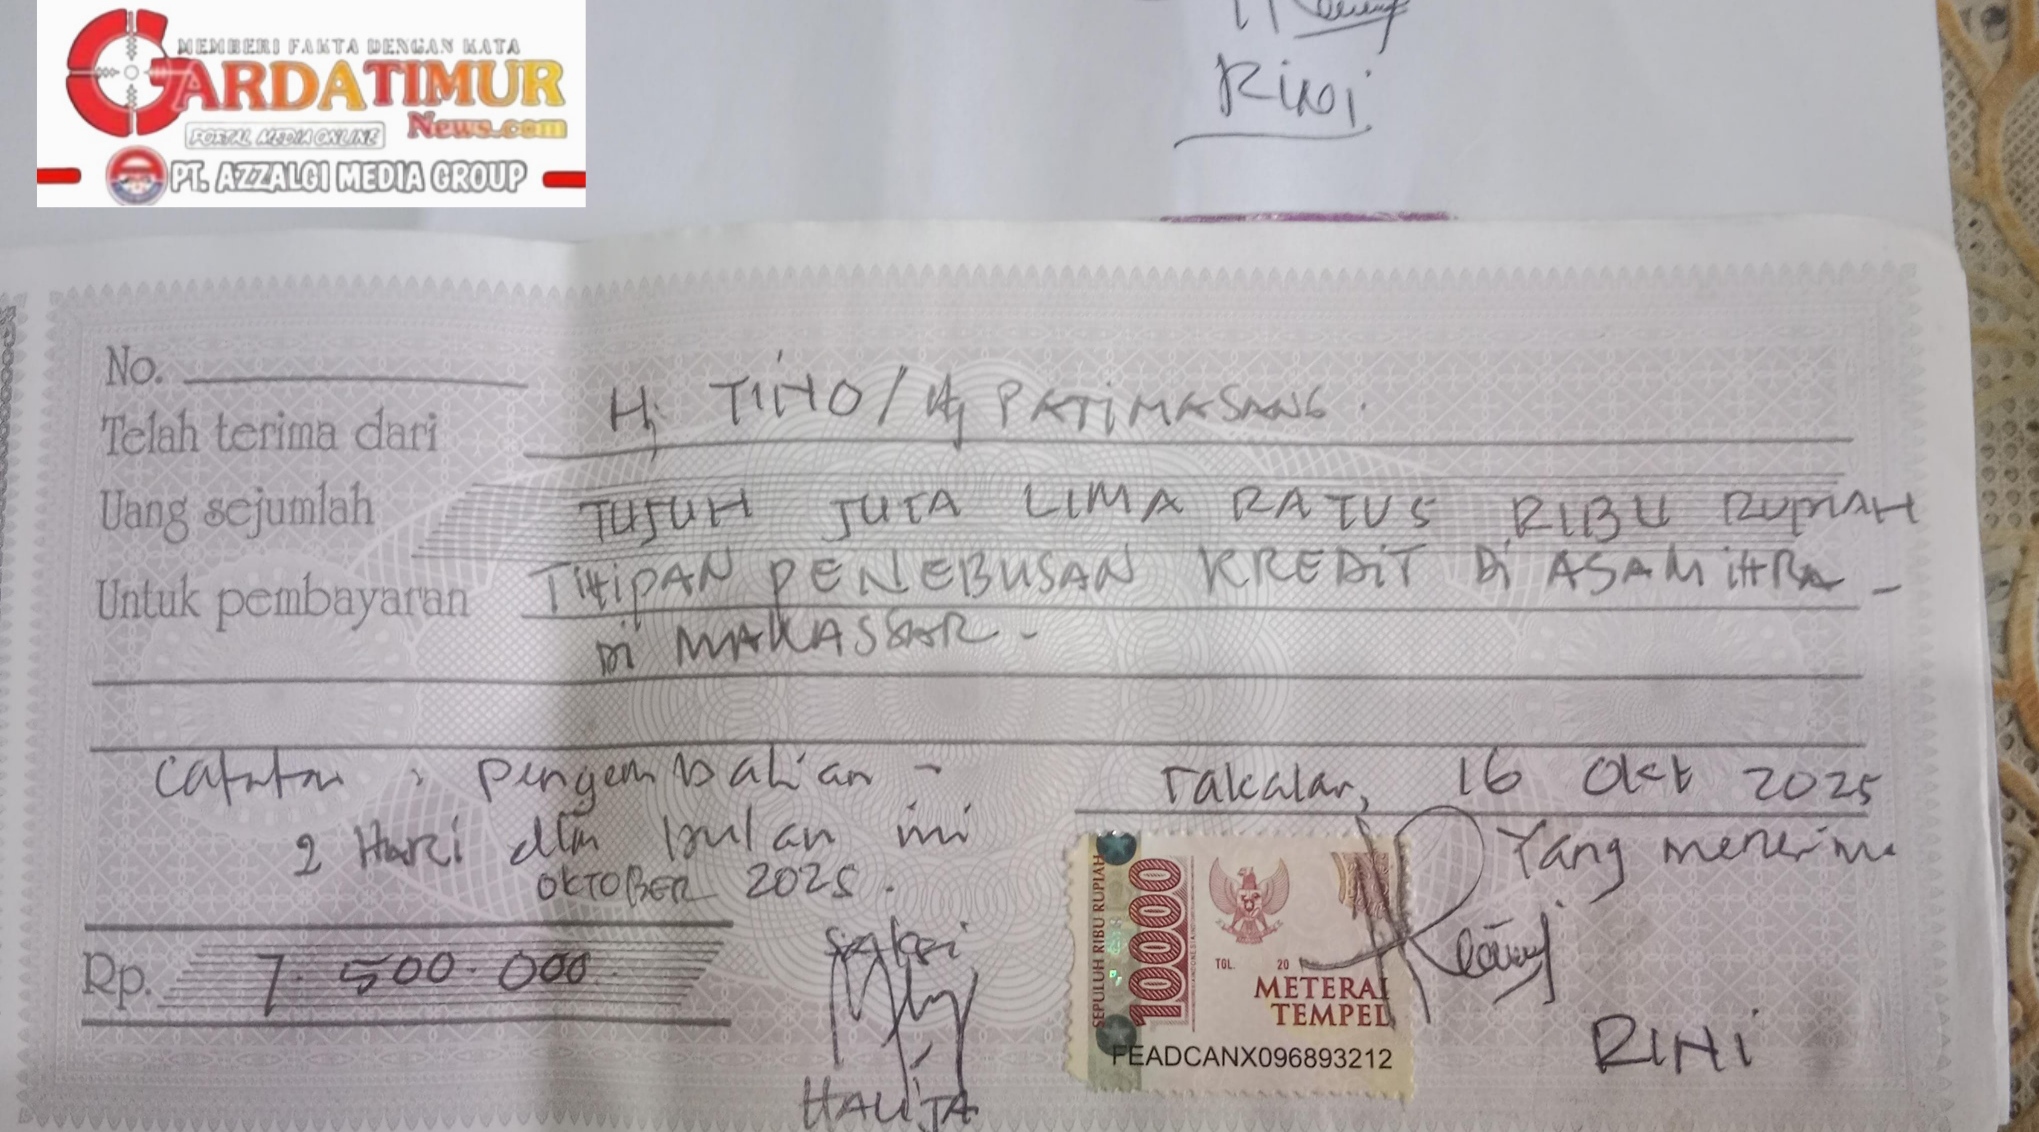 MEMBERI FAKTA DENGAN KATA
GARDATIMUR
News.com
PORTAL MEDIA ONLINE
PT. AZZALGI MEDIA GROUP
RiNi
No.
Telah terima dari Hj TINO / Hj PATIMASANG.
Uang sejumlah TUJUH JUTA LIMA RATUS RIBU RUPIAH
Untuk pembayaran TitiPAN PENEBUSAN KREDiT Di ASAMitRA -
Di MAKASSAR -
Catatan : pengembalian -
2 Hari dlm bulan ini
OKTOBER 2025.
Takalar, 16 Okt 2025
Yang menerima
Rp. 7.500.000
Saksi
HALIJA
SEPULUH RIBU RUPIAH
10000
TGL. 20
METERAI
TEMPEL
FEADCANX096893212
RINi